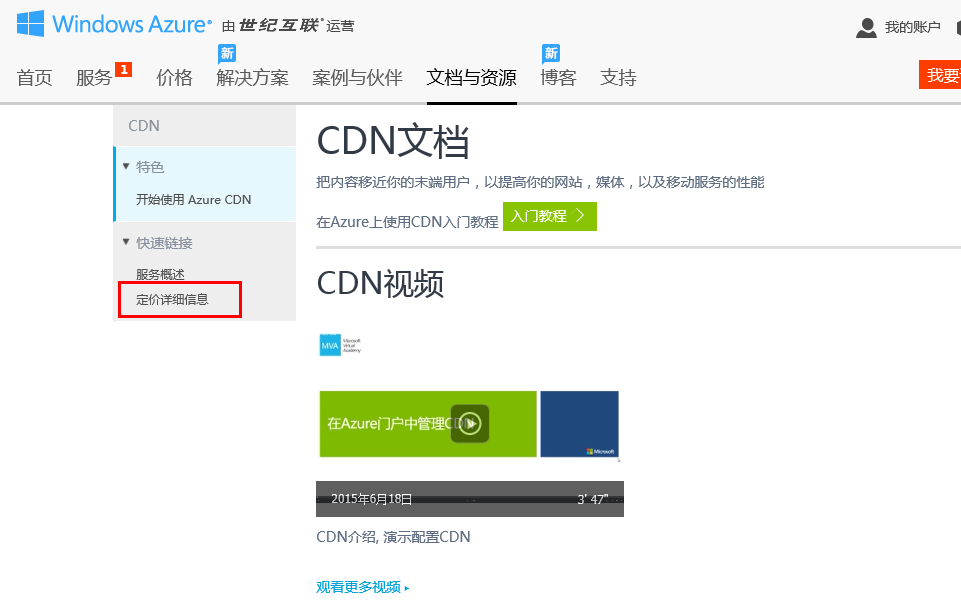 Windows Azure 由世纪互联运营
我的账户
首页 服务 1 价格 新 解决方案 案例与伙伴 文档与资源 新 博客 支持 我要
CDN
特色
开始使用 Azure CDN
快速链接
服务概述
定价详细信息
CDN文档
把内容移近你的末端用户，以提高你的网站，媒体，以及移动服务的性能
在Azure上使用CDN入门教程 入门教程
CDN视频
MVA Microsoft Virtual Academy
在Azure门户中管理CDN
Microsoft
2015年6月18日 3' 47"
CDN介绍, 演示配置CDN
观看更多视频